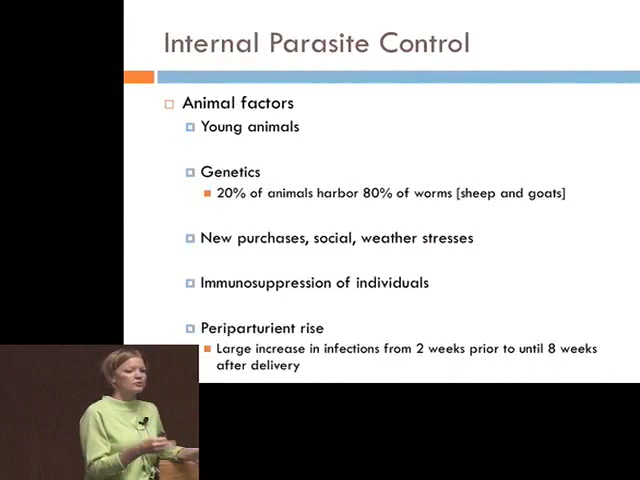 Internal Parasite Control
Animal factors
Young animals
Genetics
20% of animals harbor 80% of worms [sheep and goats]
New purchases, social, weather stresses
Immunosuppression of individuals
Periparturient rise
Large increase in infections from 2 weeks prior to until 8 weeks
after delivery